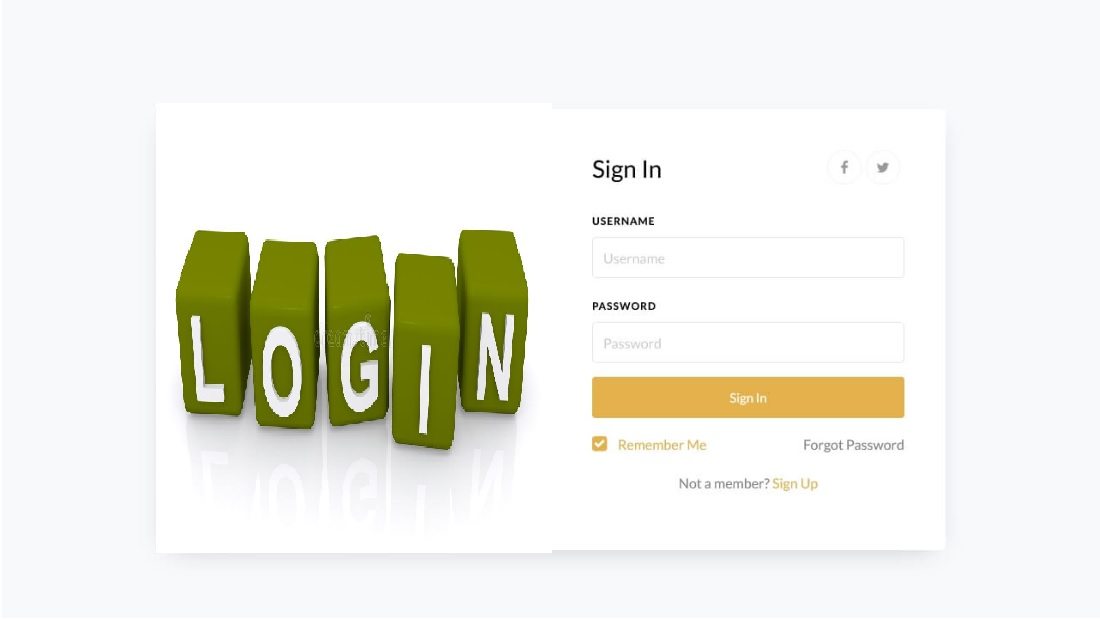 LOGIN
Sign In
USERNAME
Username
PASSWORD
Password
Sign In
Remember Me Forgot Password
Not a member? Sign Up